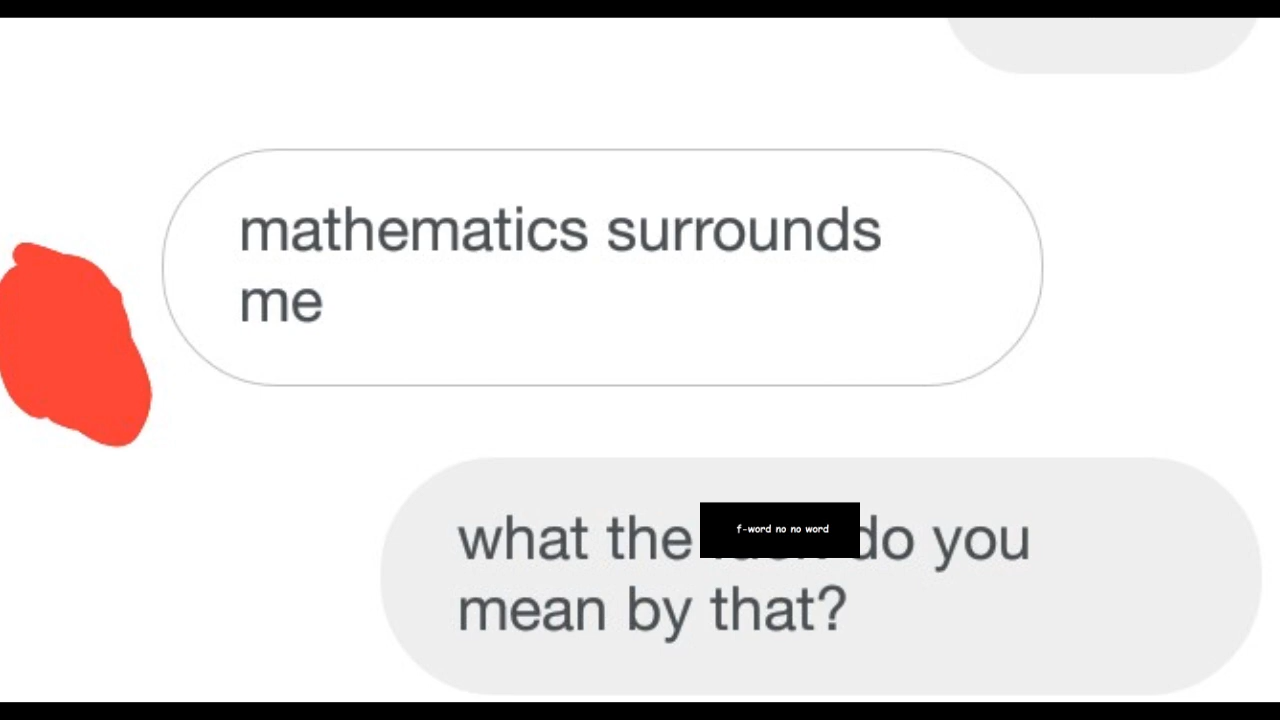 mathematics surrounds
me
what the f-word no no word do you
mean by that?